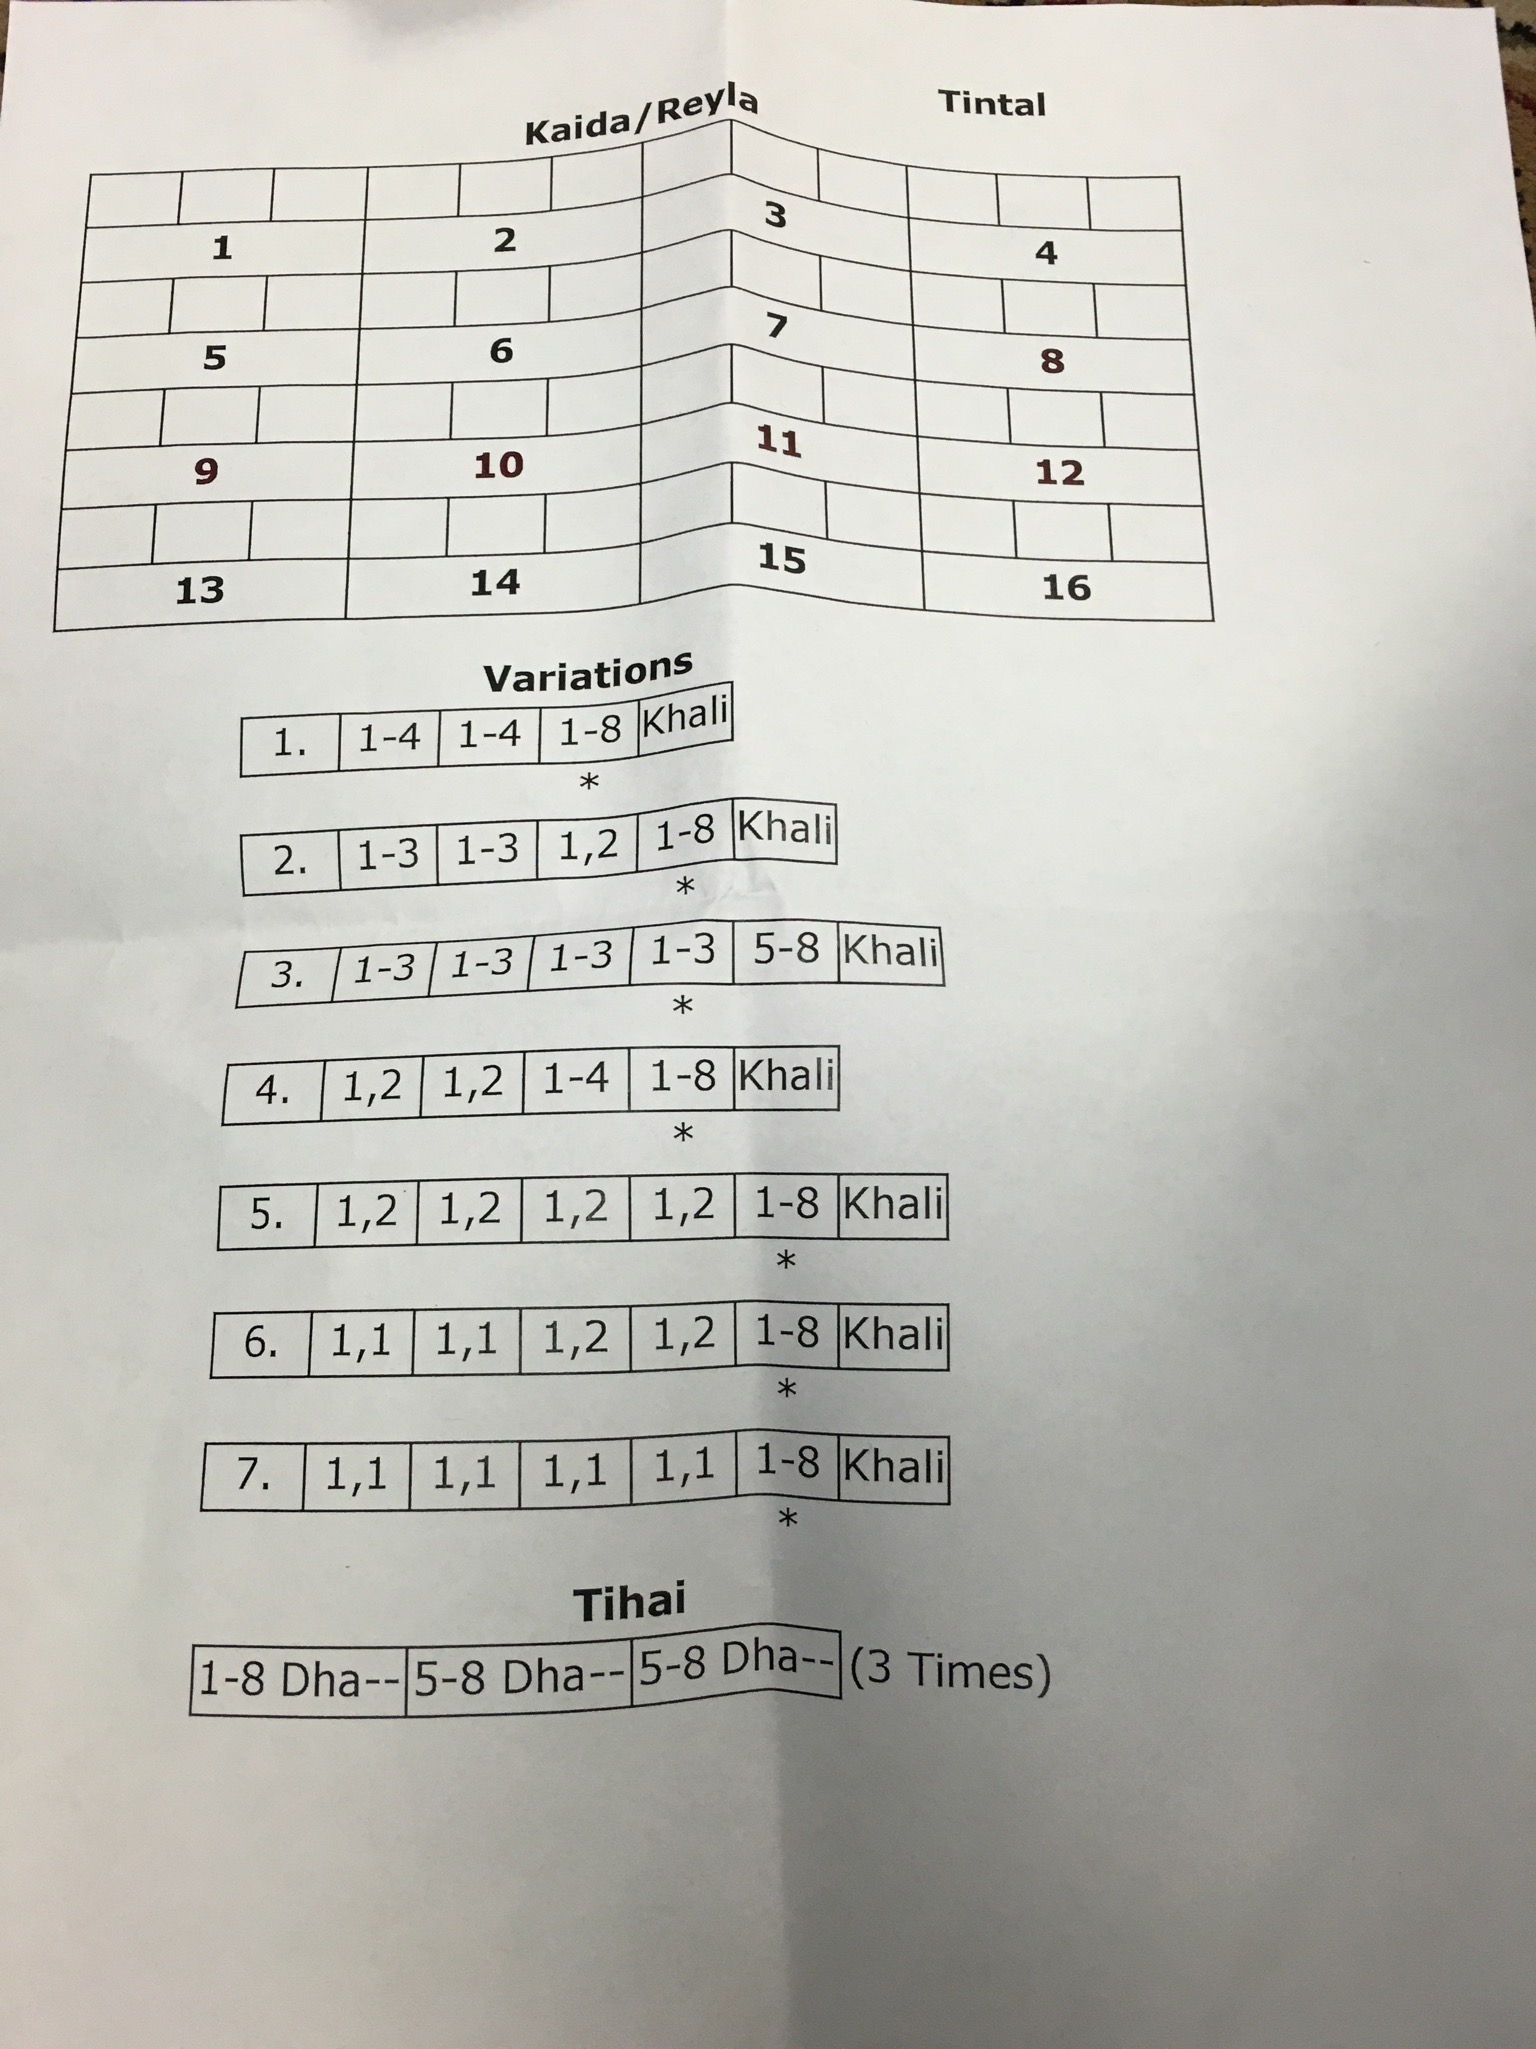 Kaida/Reyla Tintal
1 2 3 4
5 6 7 8
9 10 11 12
13 14 15 16
Variations
1. 1-4 1-4 1-8 Khali
*
2. 1-3 1-3 1,2 1-8 Khali
*
3. 1-3 1-3 1-3 1-3 5-8 Khali
*
4. 1,2 1,2 1-4 1-8 Khali
*
5. 1,2 1,2 1,2 1,2 1-8 Khali
*
6. 1,1 1,1 1,2 1,2 1-8 Khali
*
7. 1,1 1,1 1,1 1,1 1-8 Khali
*
Tihai
1-8 Dha-- 5-8 Dha-- 5-8 Dha-- (3 Times)